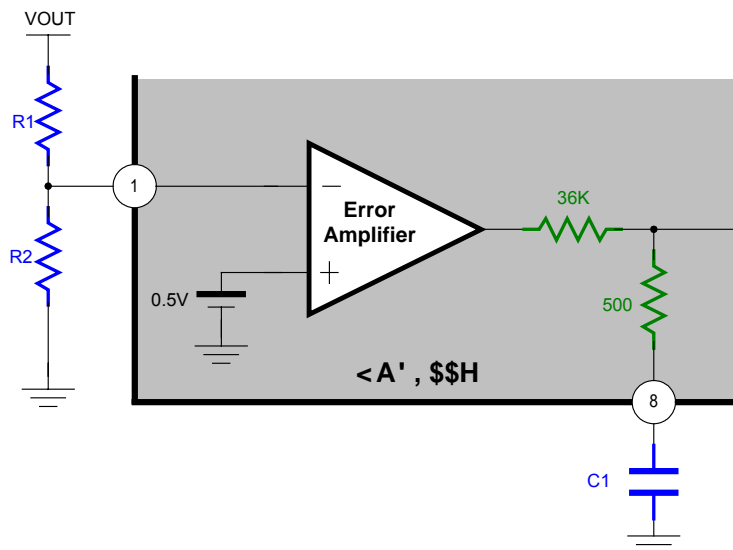 VOUT
R1
1
−
Error
Amplifier
36K
R2
+
0.5V
500
<A' , $$H
8
C1